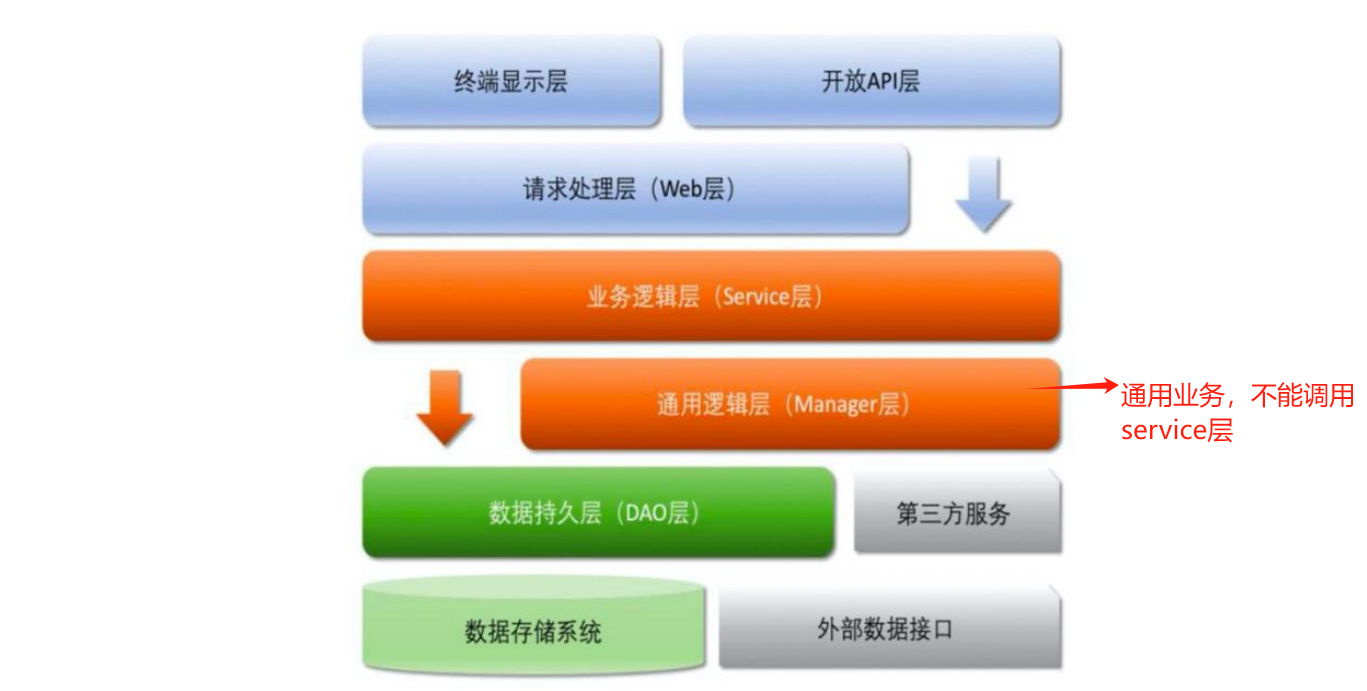 终端显示层
开放API层
请求处理层（Web层）
业务逻辑层（Service层）
通用逻辑层（Manager层）
通用业务，不能调用
service层
数据持久层（DAO层）
第三方服务
数据存储系统
外部数据接口